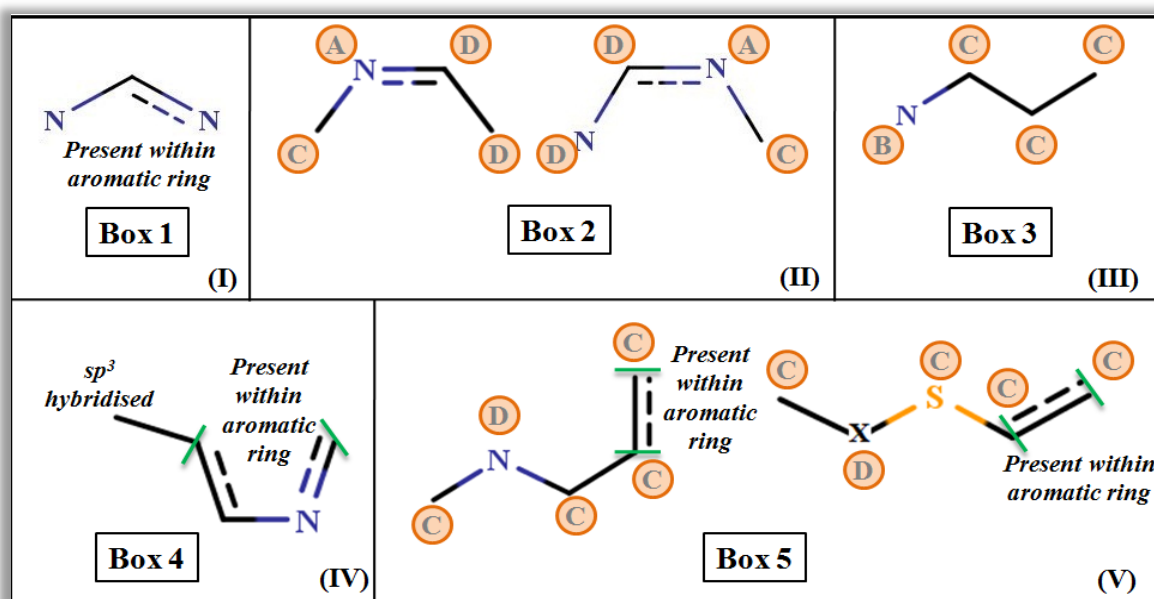 N
N
Present within
aromatic ring
Box 1
(I)
A
D
N
C
D
D
A
N
N
D
C
Box 2
(II)
C
C
N
B
C
Box 3
(III)
sp³
hybridised
Present
within
aromatic
ring
N
Box 4
(IV)
C
Present
within
aromatic
ring
D
N
C
C
C
Box 5
C
C
C
C
S
X
D
Present within
aromatic ring
(V)